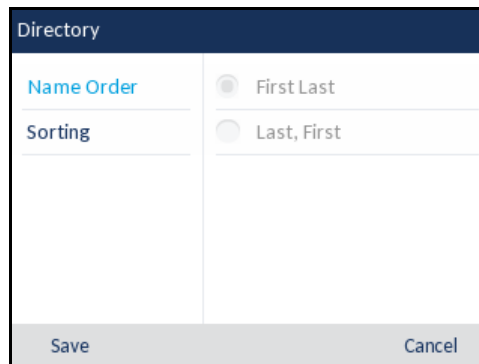 Directory
Name Order
First Last
Sorting
Last, First
Save
Cancel